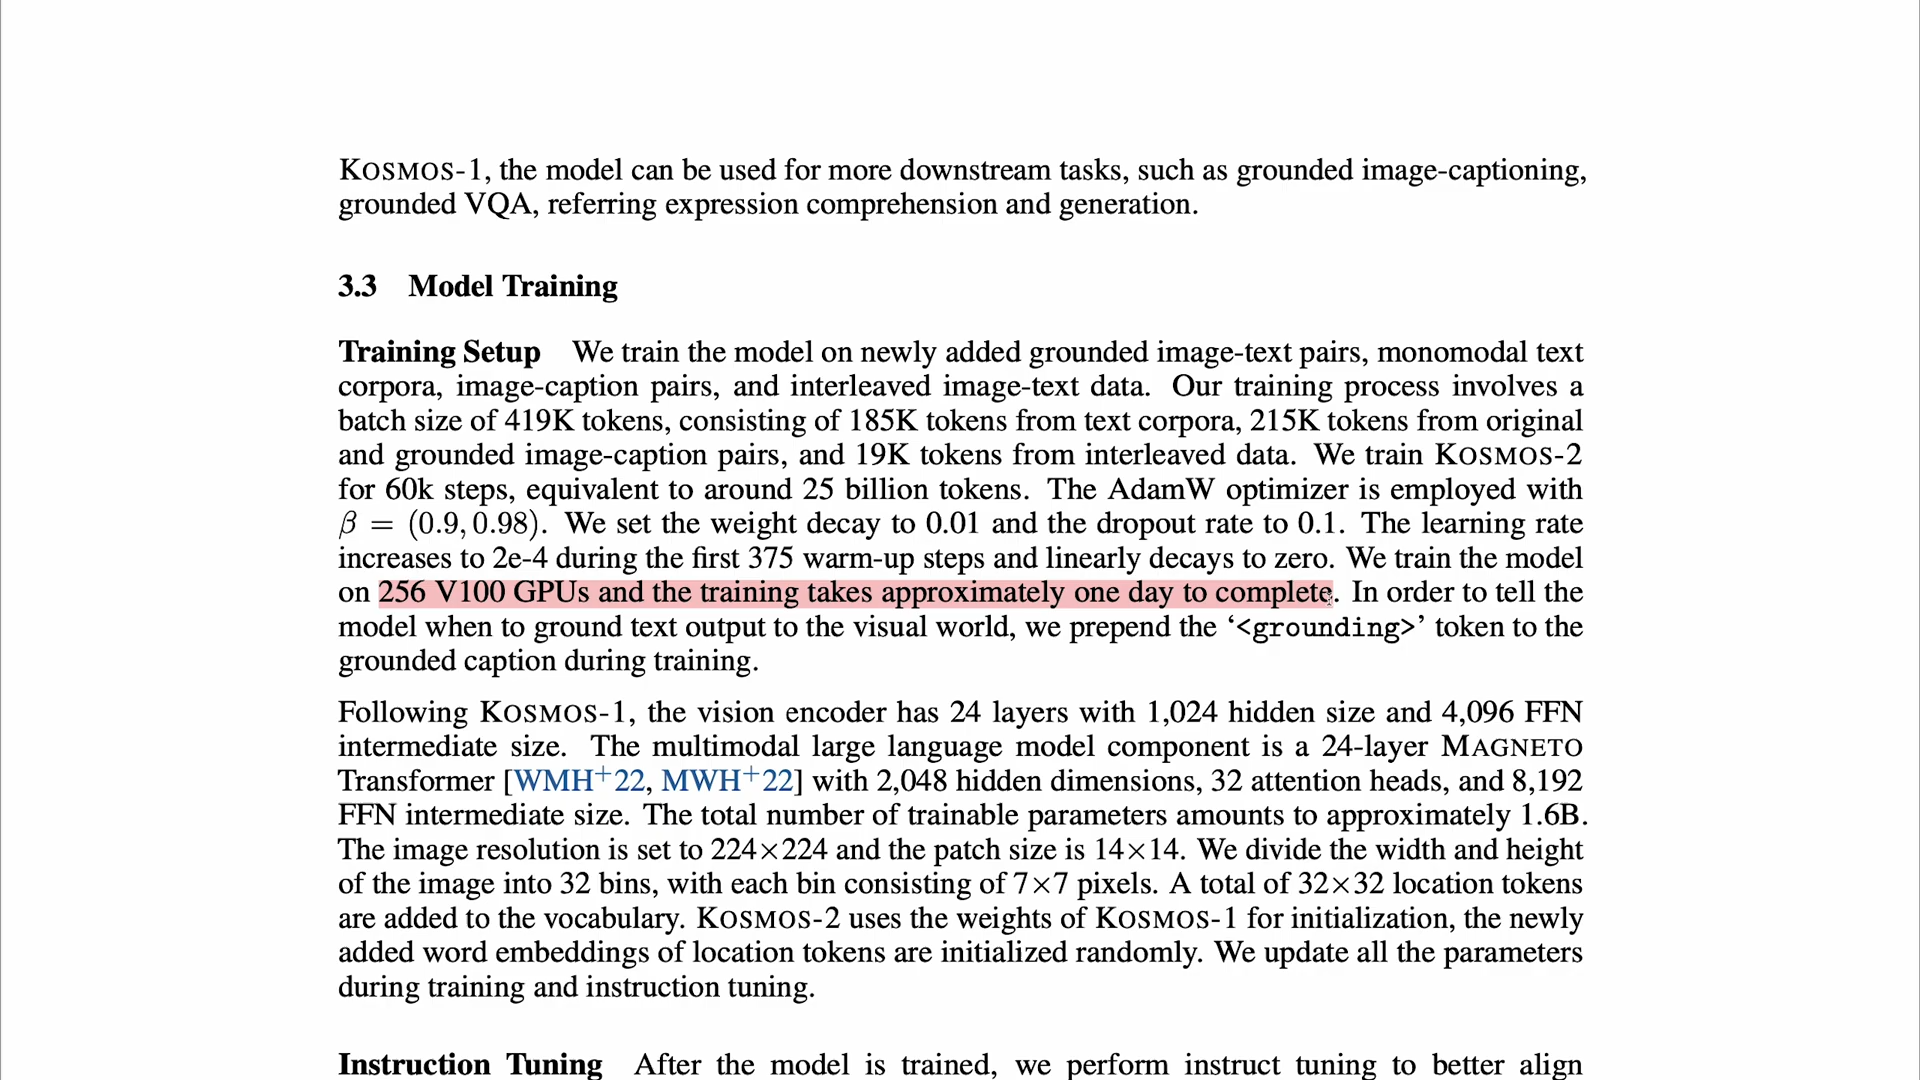 KOSMOS-1, the model can be used for more downstream tasks, such as grounded image-captioning,
grounded VQA, referring expression comprehension and generation.
3.3 Model Training
Training Setup We train the model on newly added grounded image-text pairs, monomodal text
corpora, image-caption pairs, and interleaved image-text data. Our training process involves a
batch size of 419K tokens, consisting of 185K tokens from text corpora, 215K tokens from original
and grounded image-caption pairs, and 19K tokens from interleaved data. We train KOSMOS-2
for 60k steps, equivalent to around 25 billion tokens. The AdamW optimizer is employed with
β = (0.9, 0.98). We set the weight decay to 0.01 and the dropout rate to 0.1. The learning rate
increases to 2e-4 during the first 375 warm-up steps and linearly decays to zero. We train the model
on 256 V100 GPUs and the training takes approximately one day to complete. In order to tell the
model when to ground text output to the visual world, we prepend the ‘<grounding>’ token to the
grounded caption during training.
Following KOSMOS-1, the vision encoder has 24 layers with 1,024 hidden size and 4,096 FFN
intermediate size. The multimodal large language model component is a 24-layer MAGNETO
Transformer [WMH+22, MWH+22] with 2,048 hidden dimensions, 32 attention heads, and 8,192
FFN intermediate size. The total number of trainable parameters amounts to approximately 1.6B.
The image resolution is set to 224×224 and the patch size is 14×14. We divide the width and height
of the image into 32 bins, with each bin consisting of 7×7 pixels. A total of 32×32 location tokens
are added to the vocabulary. KOSMOS-2 uses the weights of KOSMOS-1 for initialization, the newly
added word embeddings of location tokens are initialized randomly. We update all the parameters
during training and instruction tuning.
Instruction Tuning After the model is trained, we perform instruct tuning to better align